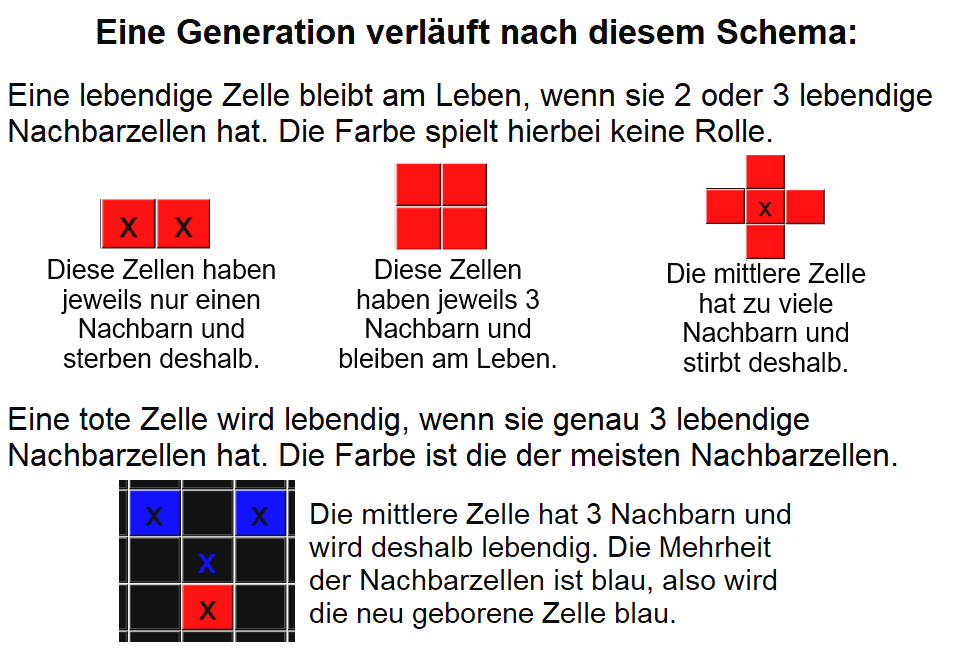 Eine Generation verläuft nach diesem Schema:
Eine lebendige Zelle bleibt am Leben, wenn sie 2 oder 3 lebendige
Nachbarzellen hat. Die Farbe spielt hierbei keine Rolle.
x x
Diese Zellen haben
jeweils nur einen
Nachbarn und
sterben deshalb.
Diese Zellen
haben jeweils 3
Nachbarn und
bleiben am Leben.
x
Die mittlere Zelle
hat zu viele
Nachbarn und
stirbt deshalb.
Eine tote Zelle wird lebendig, wenn sie genau 3 lebendige
Nachbarzellen hat. Die Farbe ist die der meisten Nachbarzellen.
x x
x
x
Die mittlere Zelle hat 3 Nachbarn und
wird deshalb lebendig. Die Mehrheit
der Nachbarzellen ist blau, also wird
die neu geborene Zelle blau.